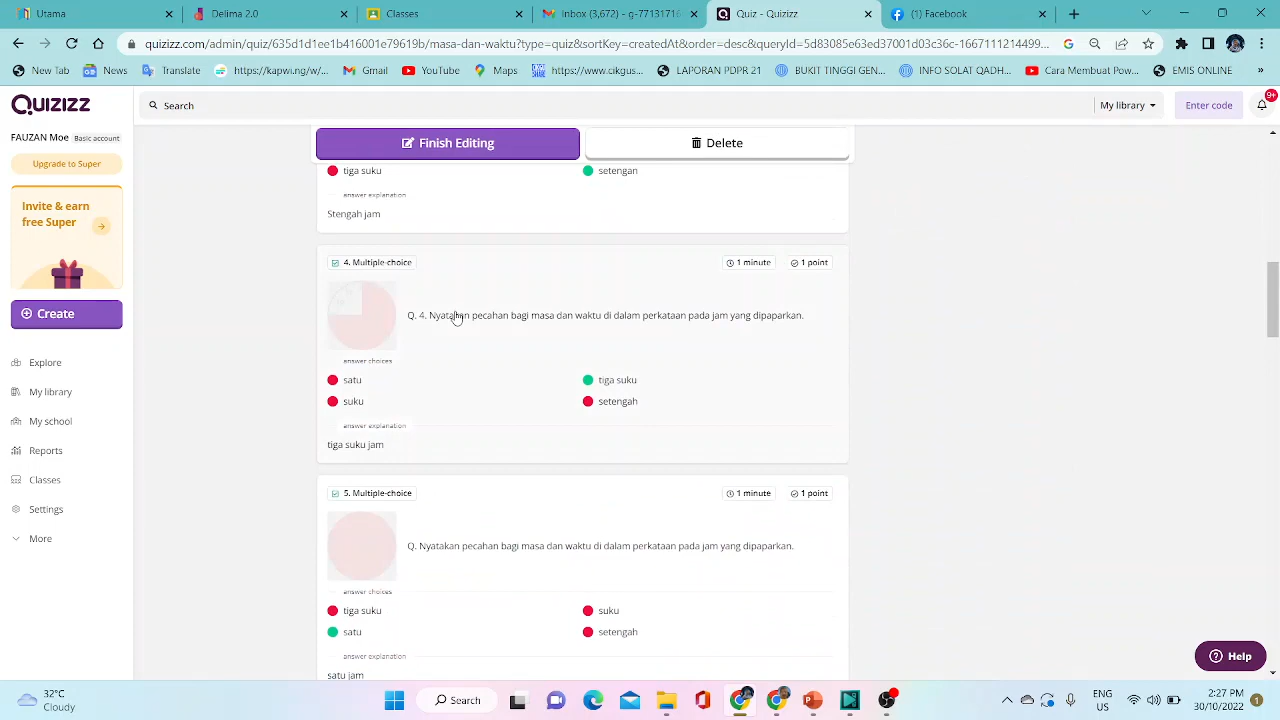 Utama
Delima 2.0
Classes
Inbox (3,672) - g-77131716
Quiz - Quizizz
(1) Facebook
quizizz.com/admin/quiz/635d1d1ee1b416001e79619b/masa-dan-waktu?type=quiz&sortKey=createdAt&order=desc&queryId=5d83085e63ed37001d03c36c-1667111214499...
New Tab
News
Translate
https://kapwing/w/...
Gmail
YouTube
Maps
https://www.cikgus...
LAPORAN PDPR 21
BUKIT TINGGI GEN...
INFO SOLAT QADH...
Cara Membuat Pow...
EMIS ONLINE
QUIZIZZ
Search
My library
Enter code
9+
FAUZAN Moe Basic account
Upgrade to Super
Invite & earn
free Super
Create
Explore
My library
My school
Reports
Classes
Settings
More
Finish Editing
Delete
tiga suku
setengan
answer explanation
Stengah jam
4. Multiple-choice
1 minute
1 point
Q. 4. Nyatakan pecahan bagi masa dan waktu di dalam perkataan pada jam yang dipaparkan.
answer choices
satu
tiga suku
suku
setengah
answer explanation
tiga suku jam
5. Multiple-choice
1 minute
1 point
Q. Nyatakan pecahan bagi masa dan waktu di dalam perkataan pada jam yang dipaparkan.
answer choices
tiga suku
suku
satu
setengah
answer explanation
satu jam
Help
32°C
Cloudy
Search
ENG
US
2:27 PM
30/10/2022
1